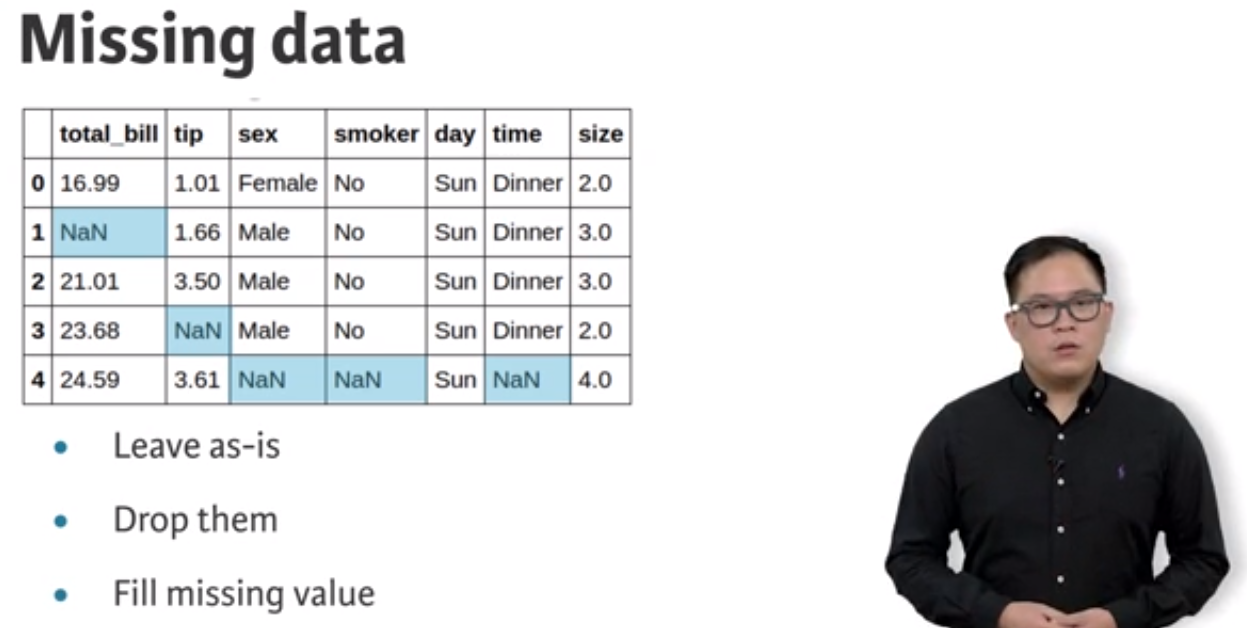 Missing data
total_bill tip sex smoker day time size
0 16.99 1.01 Female No Sun Dinner 2.0
1 NaN 1.66 Male No Sun Dinner 3.0
2 21.01 3.50 Male No Sun Dinner 3.0
3 23.68 NaN Male No Sun Dinner 2.0
4 24.59 3.61 NaN NaN Sun NaN 4.0
• Leave as-is
• Drop them
• Fill missing value